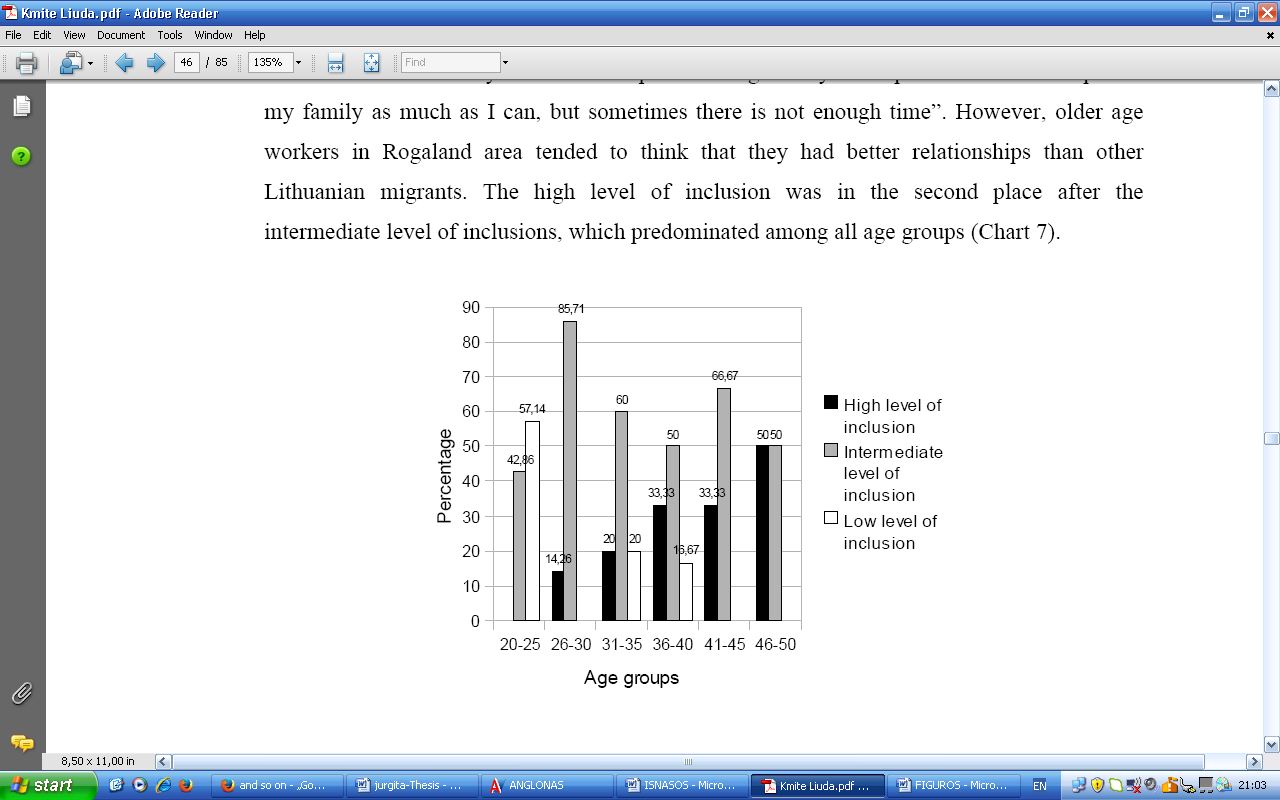 Kmite Liuda.pdf - Adobe Reader
File Edit View Document Tools Window Help
46 / 85 135% Find
my family as much as I can, but sometimes there is not enough time”. However, older age
workers in Rogaland area tended to think that they had better relationships than other
Lithuanian migrants. The high level of inclusion was in the second place after the
intermediate level of inclusions, which predominated among all age groups (Chart 7).
90
80
70
60
50
40
30
20
10
0
Percentage
42,86
57,14
14,26
85,71
20
60
20
33,33
50
16,67
33,33
66,67
50
50
20-25 26-30 31-35 36-40 41-45 46-50
Age groups
High level of
inclusion
Intermediate
level of
inclusion
Low level of
inclusion
8,50 x 11,00 in
start
and so on - „Go...
jurgita-Thesis - ...
ANGLONAS
ISNASOS - Micro...
Kmite Liuda.pdf ...
FIGUROS - Micro...
EN
21:03